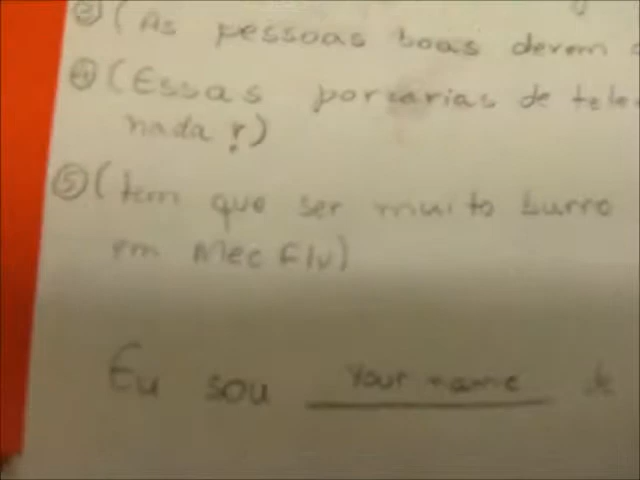 ③ (As pessoas boas devem
④ (Essas porcarias de tele
nada!)
⑤ (tem que ser muito burro
em Mec Flu)
Eu sou your name